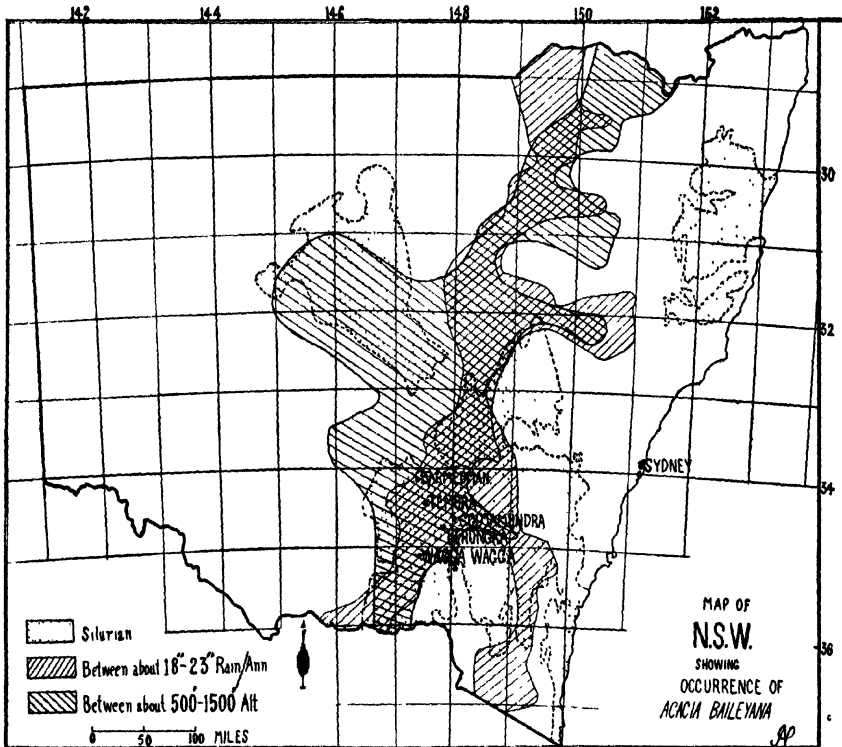 142 144 146 148 150 152
30
32
SYDNEY
34
WAGGA WAGGA
36
Silurian
Between about 18"-23" Rain/Ann
Between about 500'-1500' Alt
0 50 100 MILES
MAP OF
N.S.W.
SHOWING
OCCURRENCE OF
ACACIA BAILEYANA